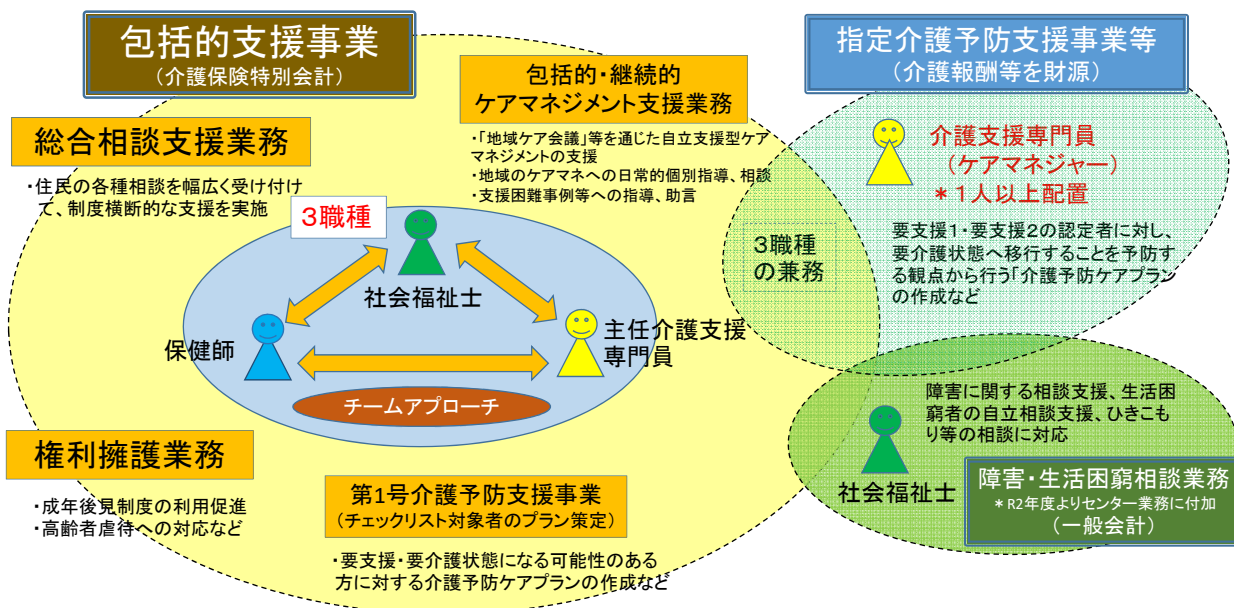 包括的支援事業
（介護保険特別会計）
指定介護予防支援事業等
（介護報酬等を財源）
総合相談支援業務
・住民の各種相談を幅広く受け付け
て、制度横断的な支援を実施
包括的・継続的
ケアマネジメント支援業務
・「地域ケア会議」等を通じた自立支援型ケア
マネジメントの支援
・地域のケアマネへの日常的個別指導、相談
・支援困難事例等への指導、助言
3職種
社会福祉士
保健師
主任介護支援
専門員
チームアプローチ
3職種
の兼務
介護支援専門員
（ケアマネジャー）
＊１人以上配置
要支援１・要支援２の認定者に対し、
要介護状態へ移行することを予防す
る観点から行う「介護予防ケアプラン
の作成など
権利擁護業務
・成年後見制度の利用促進
・高齢者虐待への対応など
第1号介護予防支援事業
（チェックリスト対象者のプラン策定）
・要支援・要介護状態になる可能性のある
方に対する介護予防ケアプランの作成など
障害に関する相談支援、生活困
窮者の自立相談支援、ひきこも
り等の相談に対応
社会福祉士
障害・生活困窮相談業務
＊R2年度よりセンター業務に付加
（一般会計）